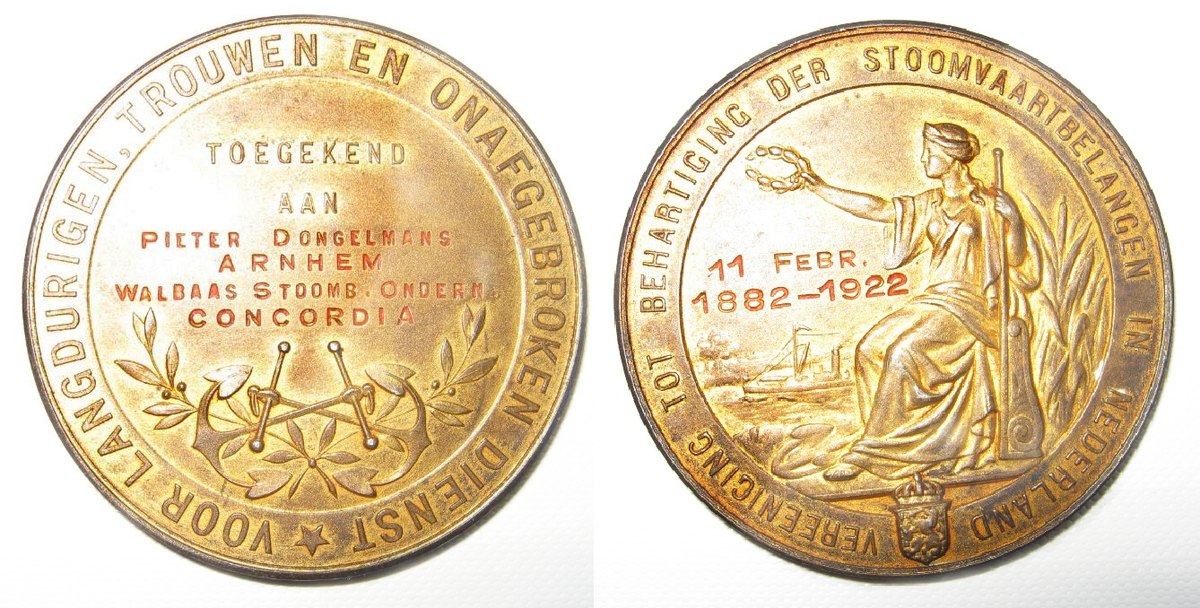 VOOR LANGDURIGEN, TROUWEN EN ONAFGEBROKEN DIENST
TOEGEKEND
AAN
PIETER DONGELMANS
ARNHEM
WALBAAS STOOMB. ONDERN.
CONCORDIA
VEREENIGING TOT BEHARTIGING DER STOOMVAARTBELANGEN IN NEDERLAND
11 FEBR.
1882-1922